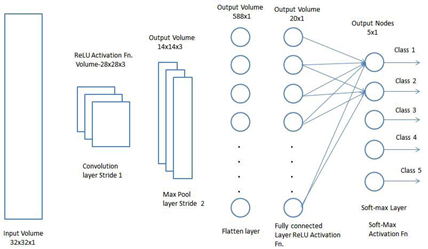 Output Volume
588x1
Output Volume
20x1
Output Nodes
5x1
Output Volume
14x14x3
ReLU Activation Fn.
Volume-28x28x3
Class 1
Class 2
Class 3
Class 4
Class 5
Convolution
layer Stride 1
Max Pool
layer Stride 2
Input Volume
32x32x1
Flatten layer
Fully connected
Layer ReLU Activation
Fn.
Soft-max Layer
Soft-Max
Activation Fn